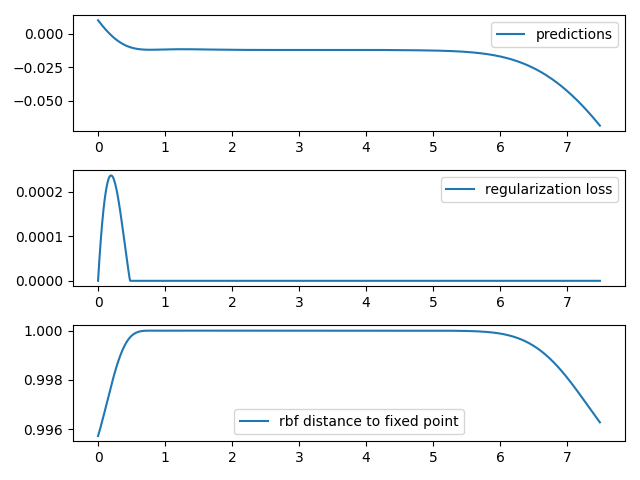 0.000
−0.025
−0.050
predictions
0 1 2 3 4 5 6 7
0.0002
0.0001
0.0000
regularization loss
0 1 2 3 4 5 6 7
1.000
0.998
0.996
rbf distance to fixed point
0 1 2 3 4 5 6 7